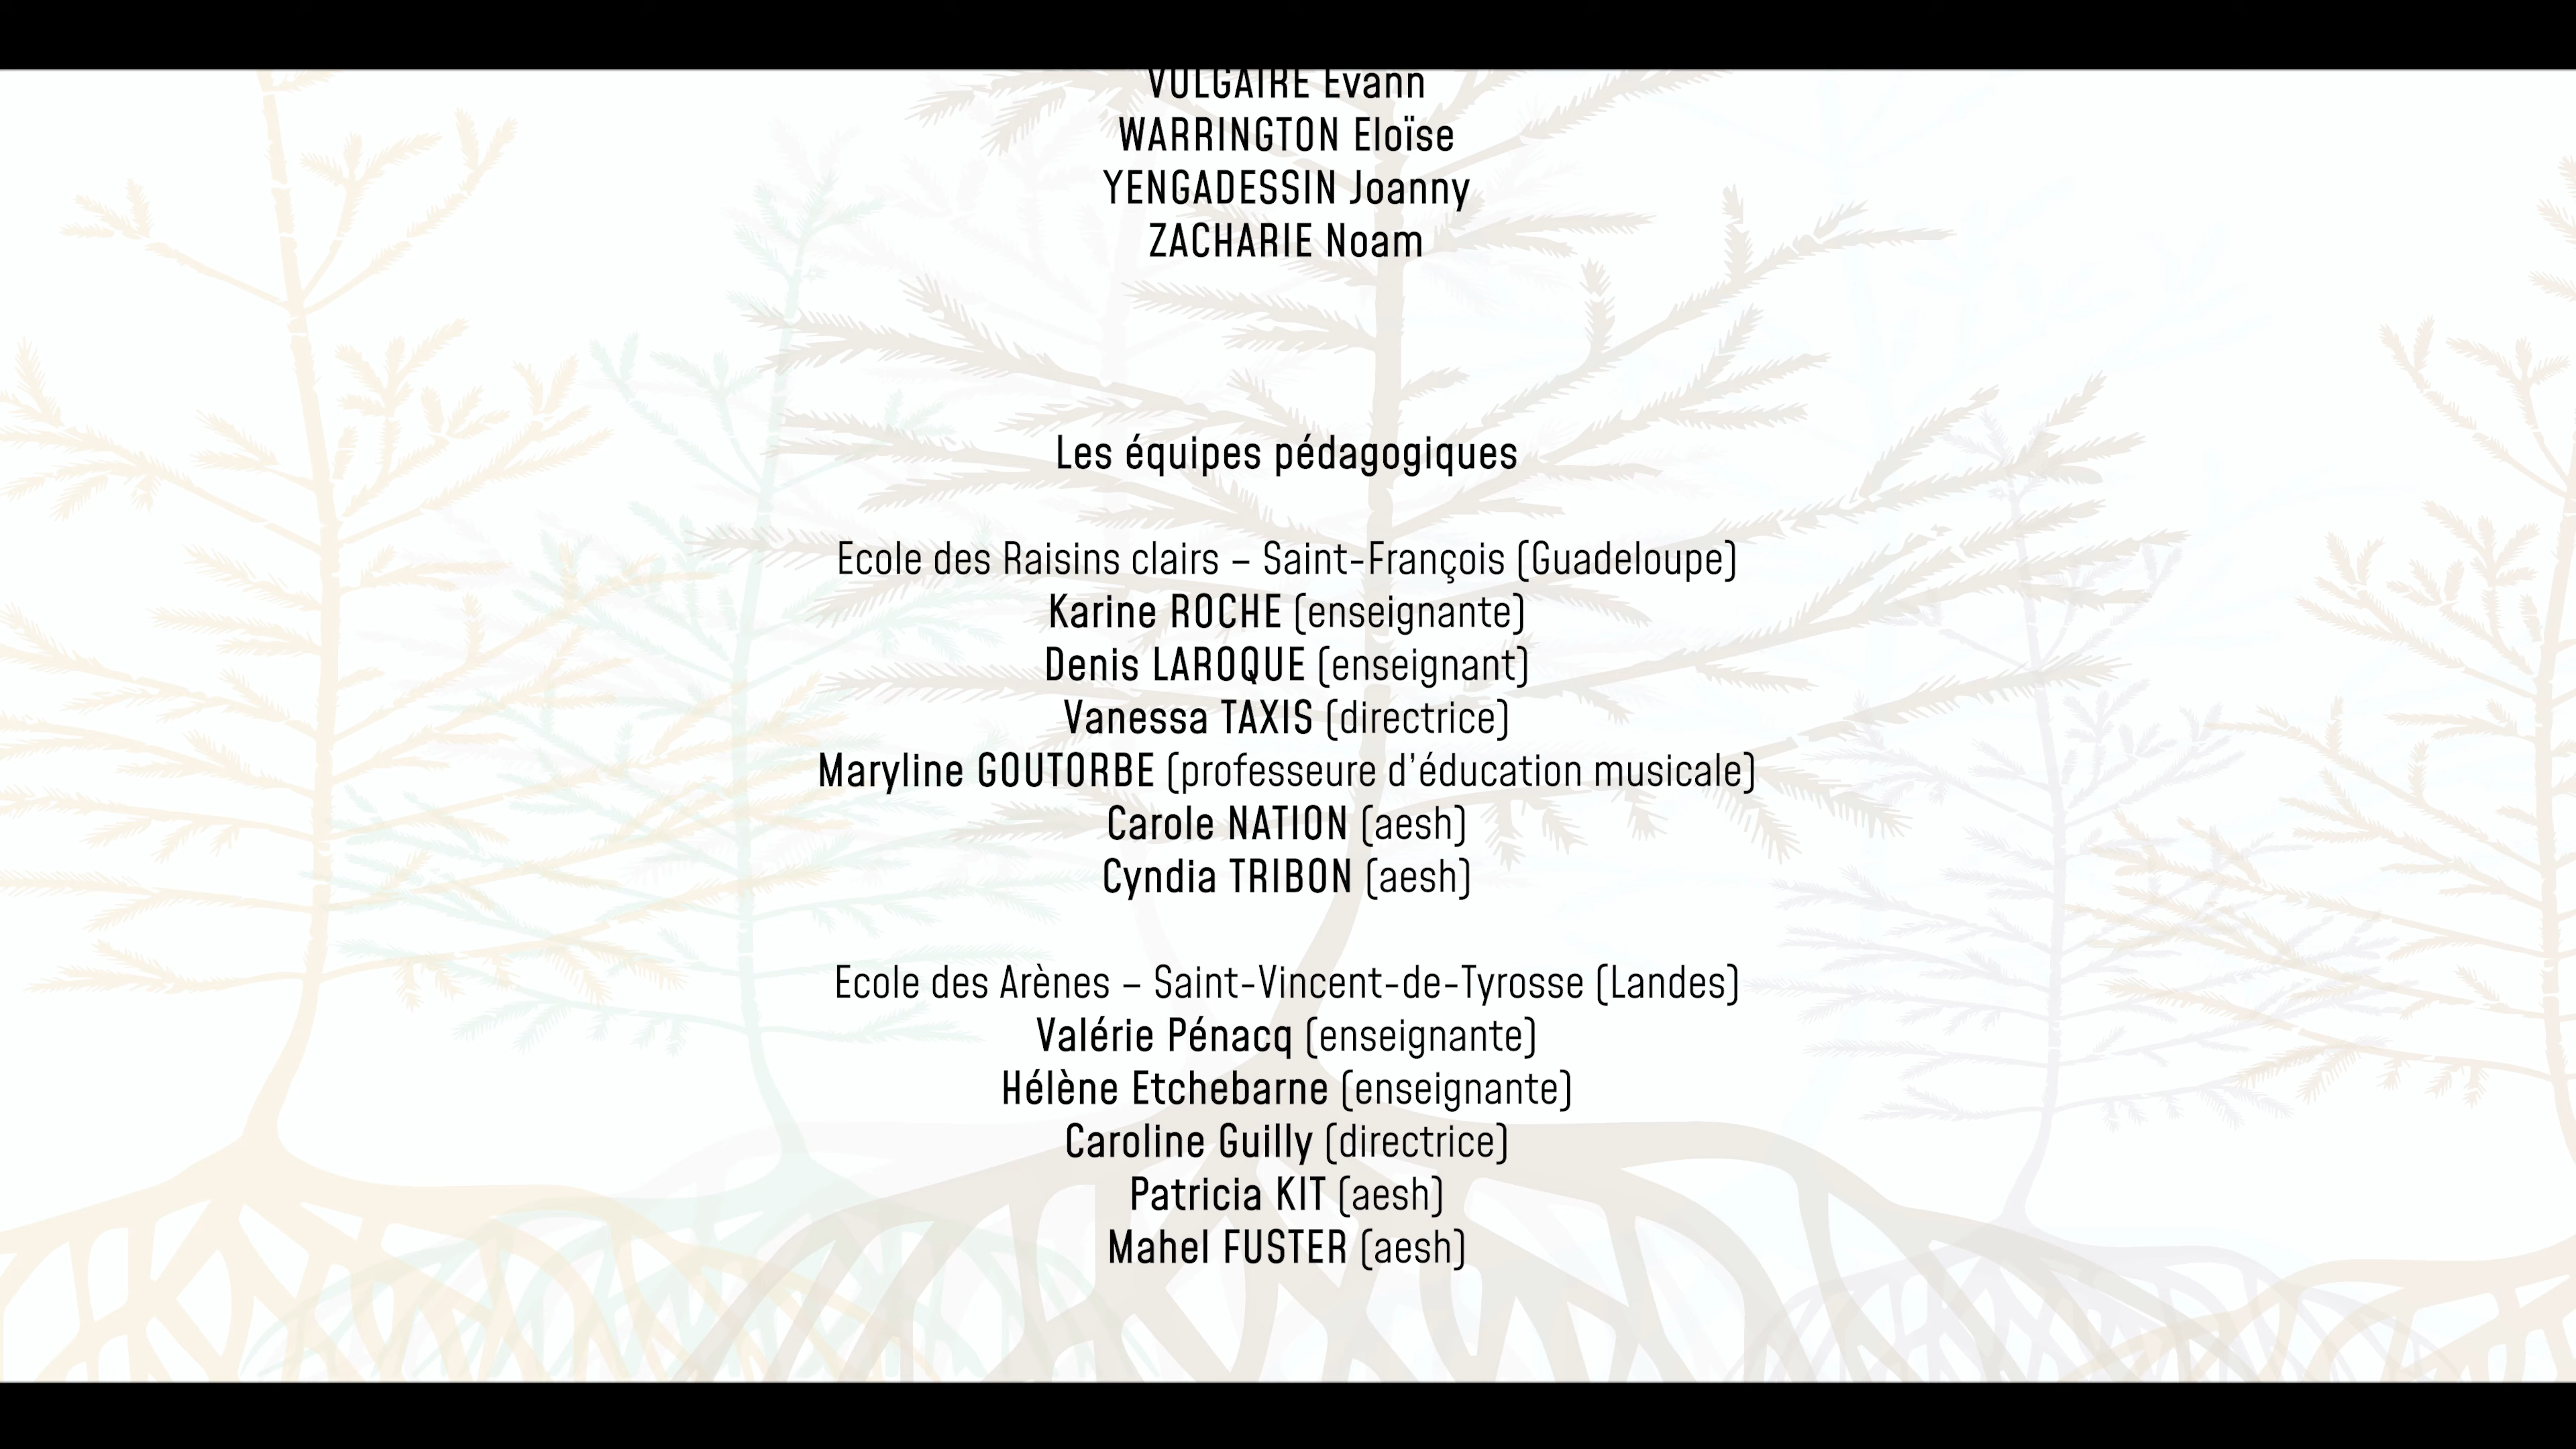 VULGAIRE Evann
WARRINGTON Eloïse
YENGADESSIN Joanny
ZACHARIE Noam
Les équipes pédagogiques
Ecole des Raisins clairs – Saint-François (Guadeloupe)
Karine ROCHE (enseignante)
Denis LAROQUE (enseignant)
Vanessa TAXIS (directrice)
Maryline GOUTORBE (professeure d'éducation musicale)
Carole NATION (aesh)
Cyndia TRIBON (aesh)
Ecole des Arènes – Saint-Vincent-de-Tyrosse (Landes)
Valérie Pénacq (enseignante)
Hélène Etchebarne (enseignante)
Caroline Guilly (directrice)
Patricia KIT (aesh)
Mahel FUSTER (aesh)